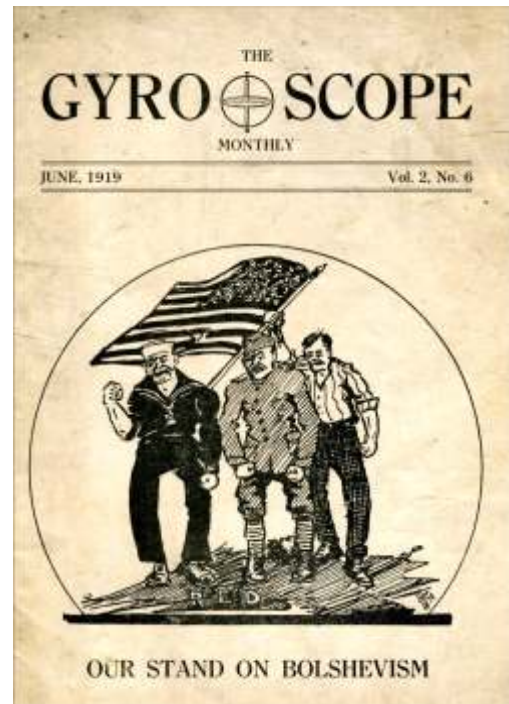 THE
GYRO SCOPE
MONTHLY
JUNE, 1919 Vol. 2, No. 6
RED
OUR STAND ON BOLSHEVISM